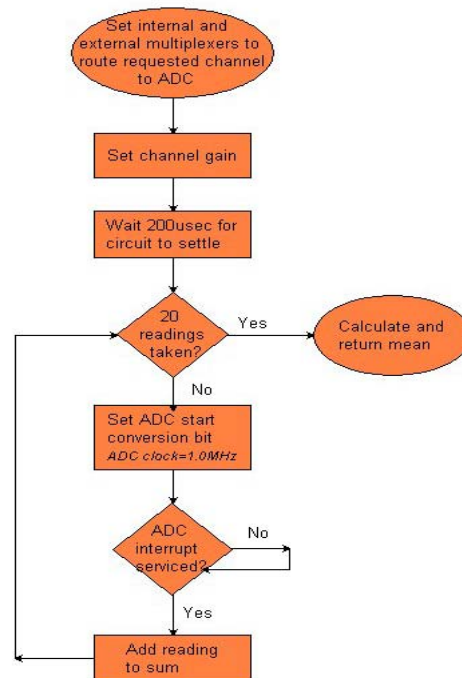 Set internal and
external multiplexers to
route requested channel
to ADC
Set channel gain
Wait 200usec for
circuit to settle
20
readings
taken?
Yes
Calculate and
return mean
No
Set ADC start
conversion bit
ADC clock=1.0MHz
ADC
interrupt
serviced?
No
Yes
Add reading
to sum